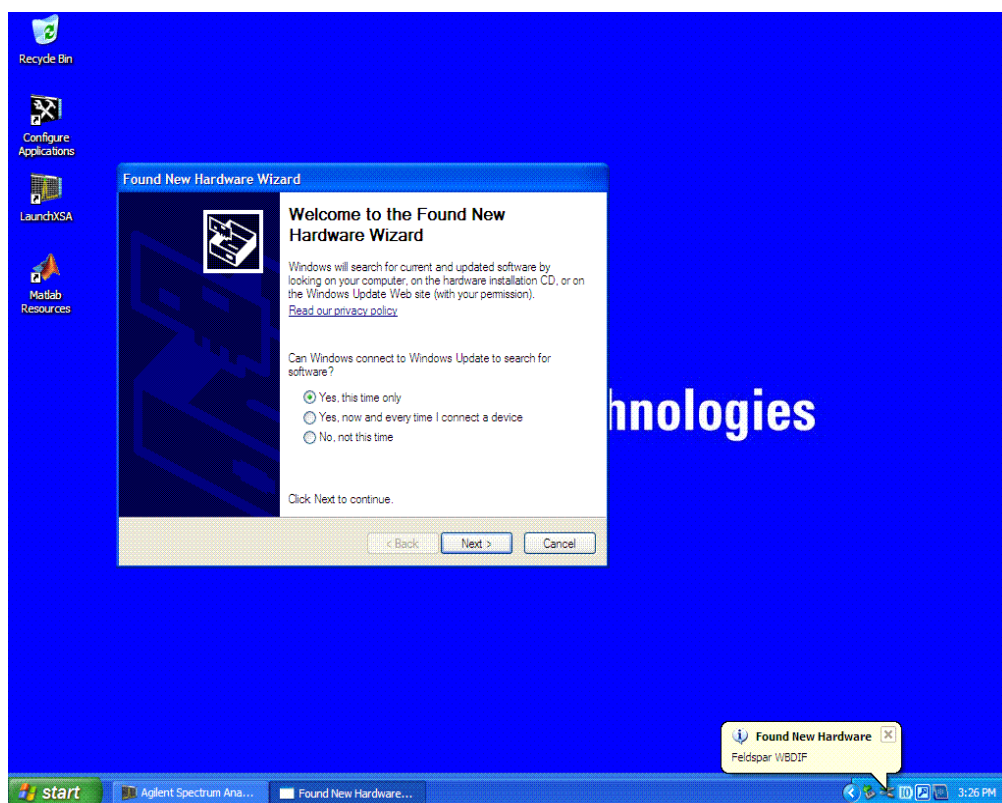 Recycle Bin
Configure
Applications
LaunchXSA
Matlab
Resources
Found New Hardware Wizard
Welcome to the Found New
Hardware Wizard
Windows will search for current and updated software by
looking on your computer, on the hardware installation CD, or on
the Windows Update Web site (with your permission).
Read our privacy policy
Can Windows connect to Windows Update to search for
software?
Yes, this time only
Yes, now and every time I connect a device
No, not this time
Click Next to continue.
< Back
Next >
Cancel
hnologies
Found New Hardware
Feldspar WBDIF
start
Agilent Spectrum Ana...
Found New Hardware...
3:26 PM